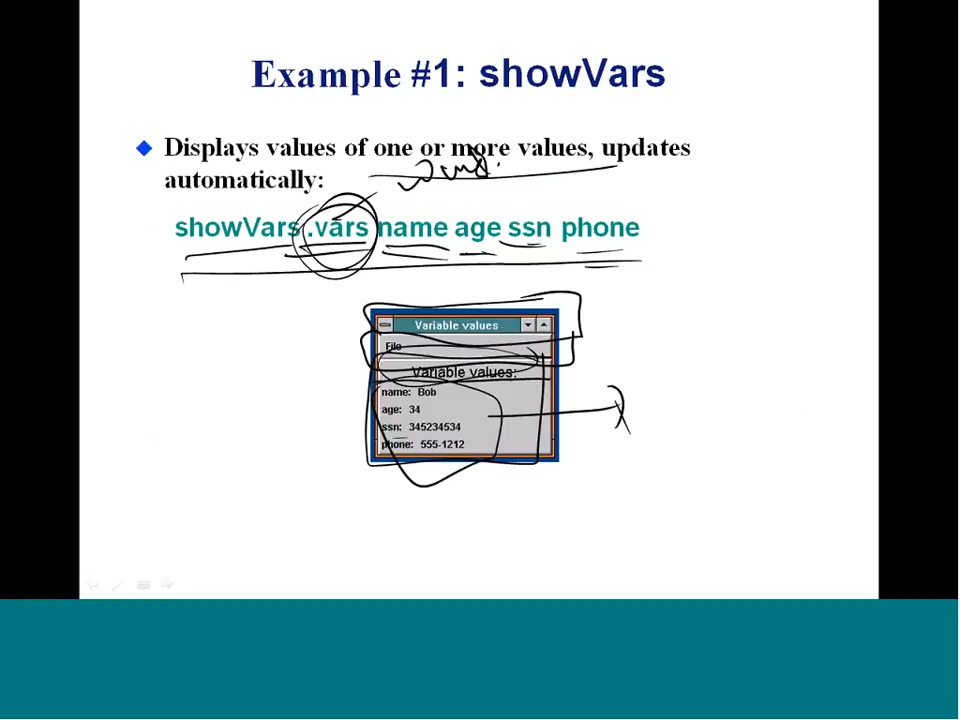 Example #1: showVars
Displays values of one or more values, updates
automatically:
showVars .vars name age ssn phone
Variable values
File
Variable values:
name: Bob
age: 34
ssn: 345234534
phone: 555-1212